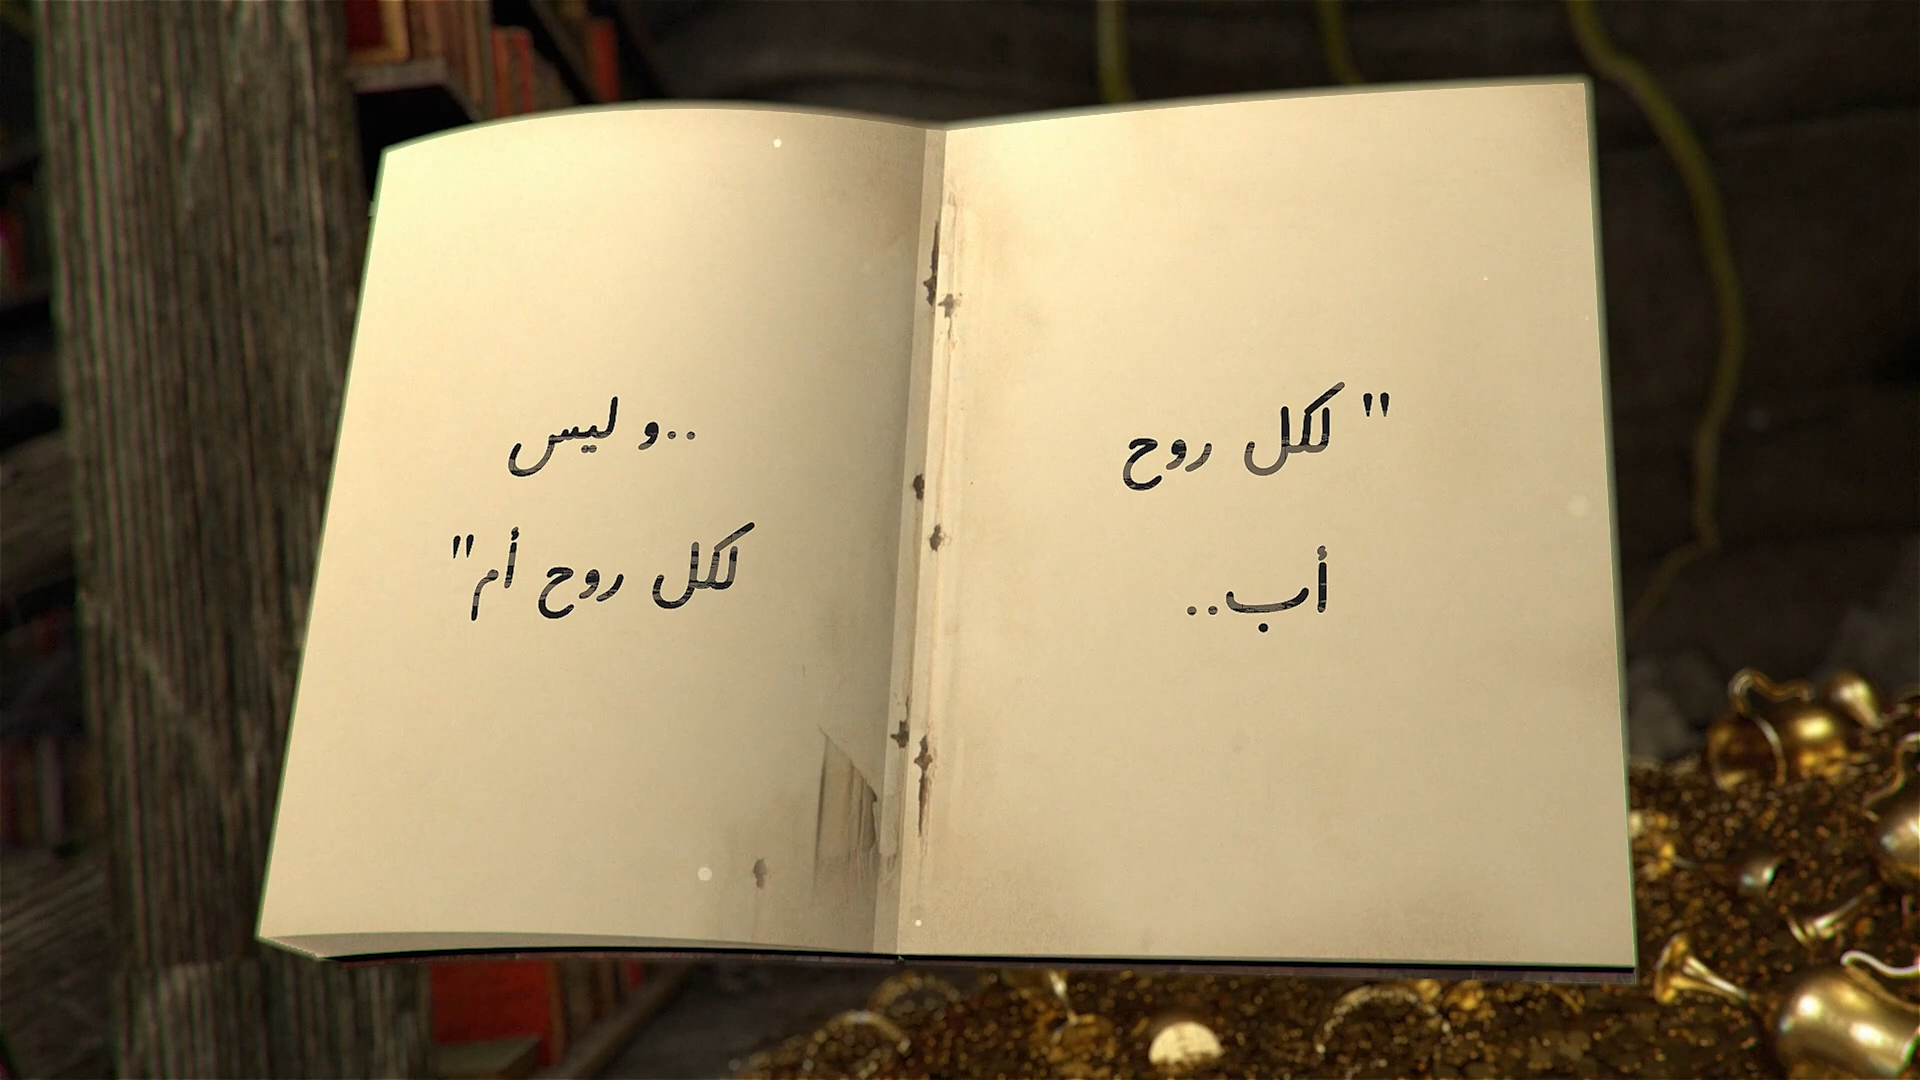 " لكل روح
أب..
..و ليس
لكل روح أم"